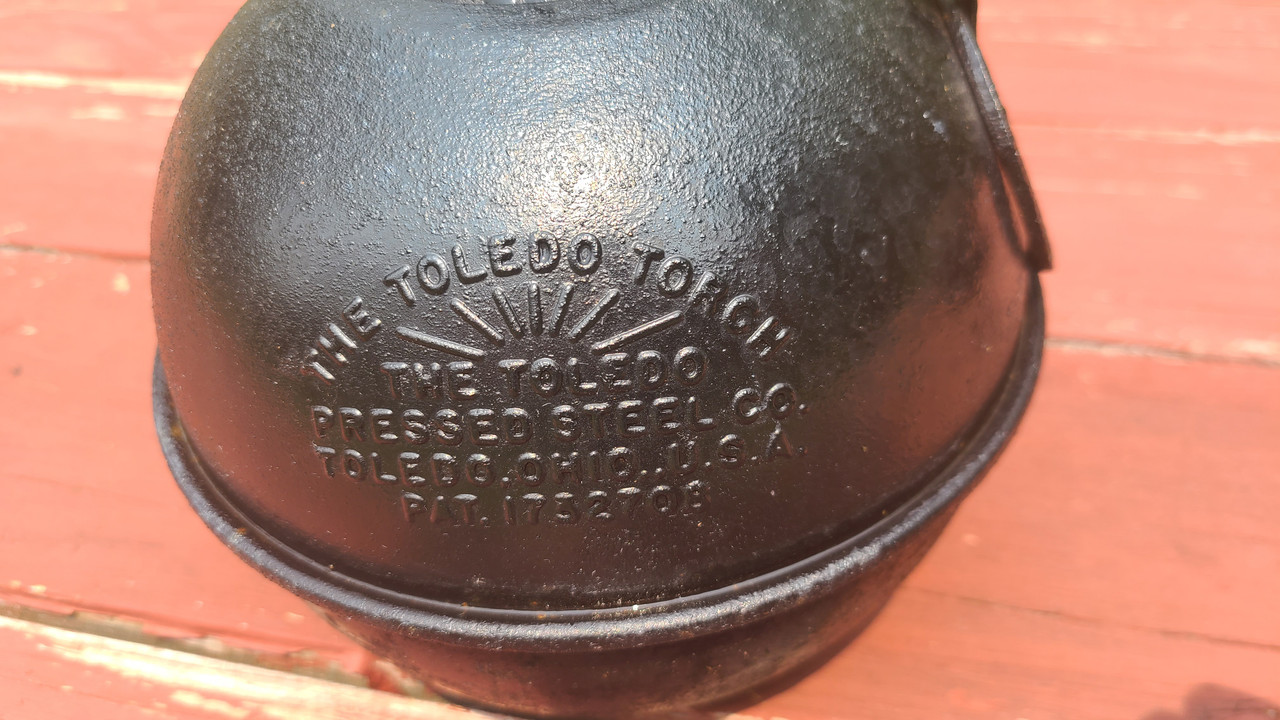 THE TOLEDO TORCH
THE TOLEDO
PRESSED STEEL CO.
TOLEDO, OHIO, U.S.A.
PAT. 1732708